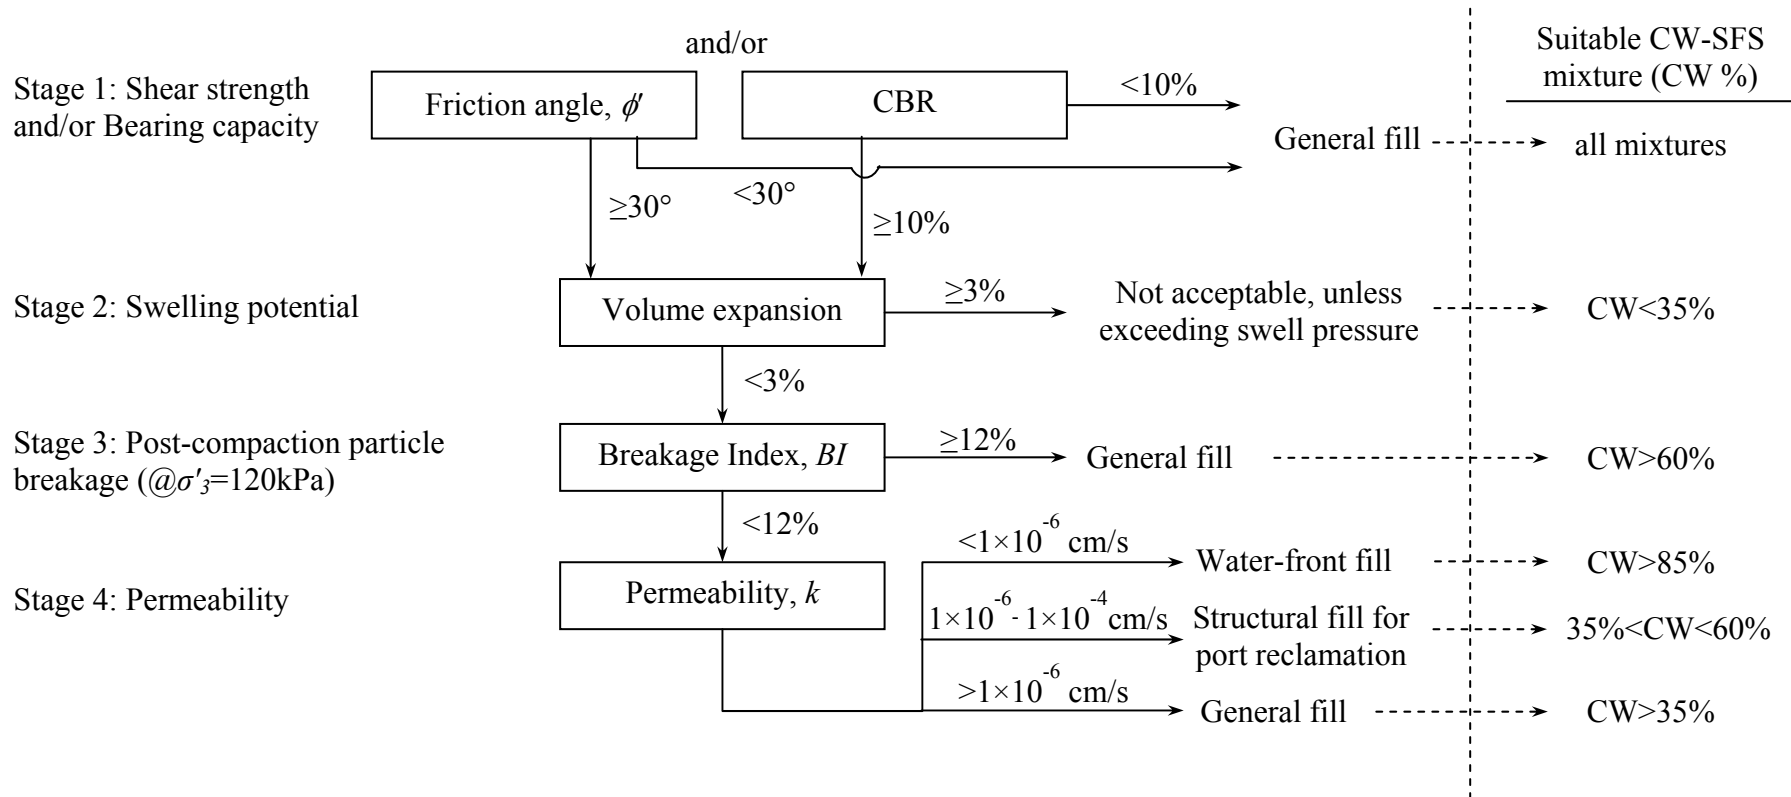 and/or
Suitable CW-SFS
mixture (CW %)
Stage 1: Shear strength
and/or Bearing capacity
Friction angle, ϕ′
CBR
<10%
General fill
all mixtures
≥30°
<30°
≥10%
Stage 2: Swelling potential
Volume expansion
≥3%
Not acceptable, unless
exceeding swell pressure
CW<35%
<3%
Stage 3: Post-compaction particle
breakage (@σ′₃=120kPa)
Breakage Index, BI
≥12%
General fill
CW>60%
<12%
Stage 4: Permeability
Permeability, k
<1×10⁻⁶ cm/s
Water-front fill
CW>85%
1×10⁻⁶ - 1×10⁻⁴cm/s
Structural fill for
port reclamation
35%<CW<60%
>1×10⁻⁶ cm/s
General fill
CW>35%